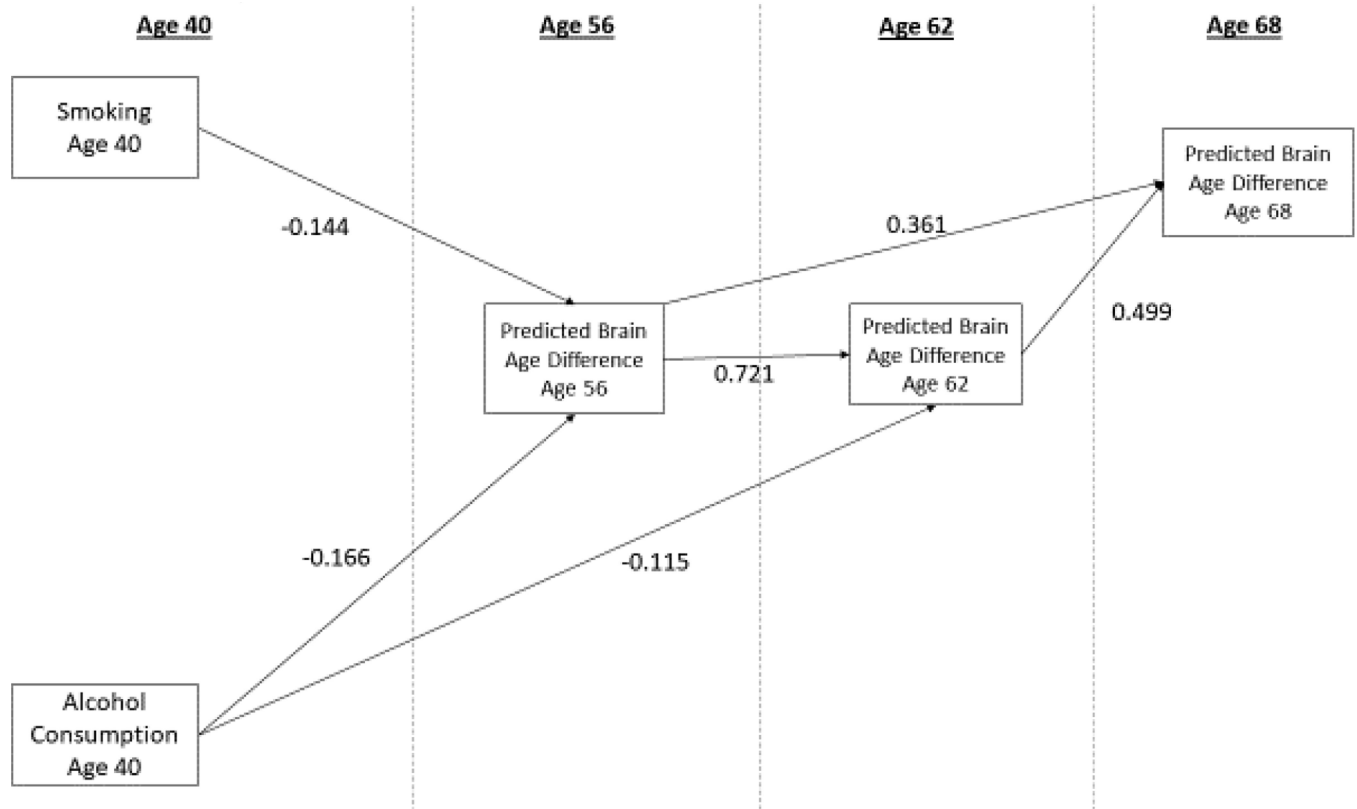 Age 40
Age 56
Age 62
Age 68
Smoking
Age 40
-0.144
Predicted Brain
Age Difference
Age 68
0.361
0.499
Predicted Brain
Age Difference
Age 56
0.721
Predicted Brain
Age Difference
Age 62
-0.166
-0.115
Alcohol
Consumption
Age 40